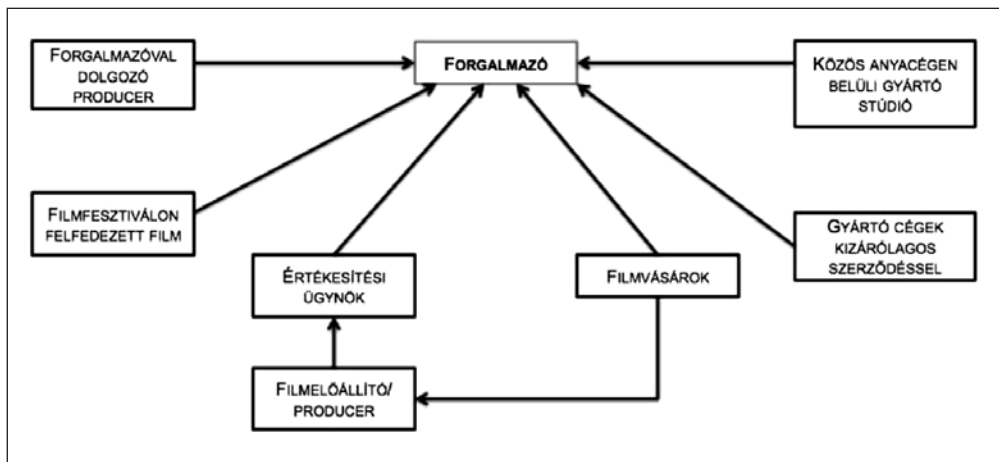 FORGALMAZÓVAL
DOLGOZÓ
PRODUCER
FORGALMAZÓ
KÖZÖS ANYACÉGEN
BELÜLI GYÁRTÓ
STÚDIÓ
FILMFESZTIVÁLON
FELFEDEZETT FILM
GYÁRTÓ CÉGEK
KIZÁRÓLAGOS
SZERZŐDÉSSEL
ÉRTÉKESÍTÉSI
ÜGYNÖK
FILMVÁSÁROK
FILMELŐÁLLÍTÓ/
PRODUCER